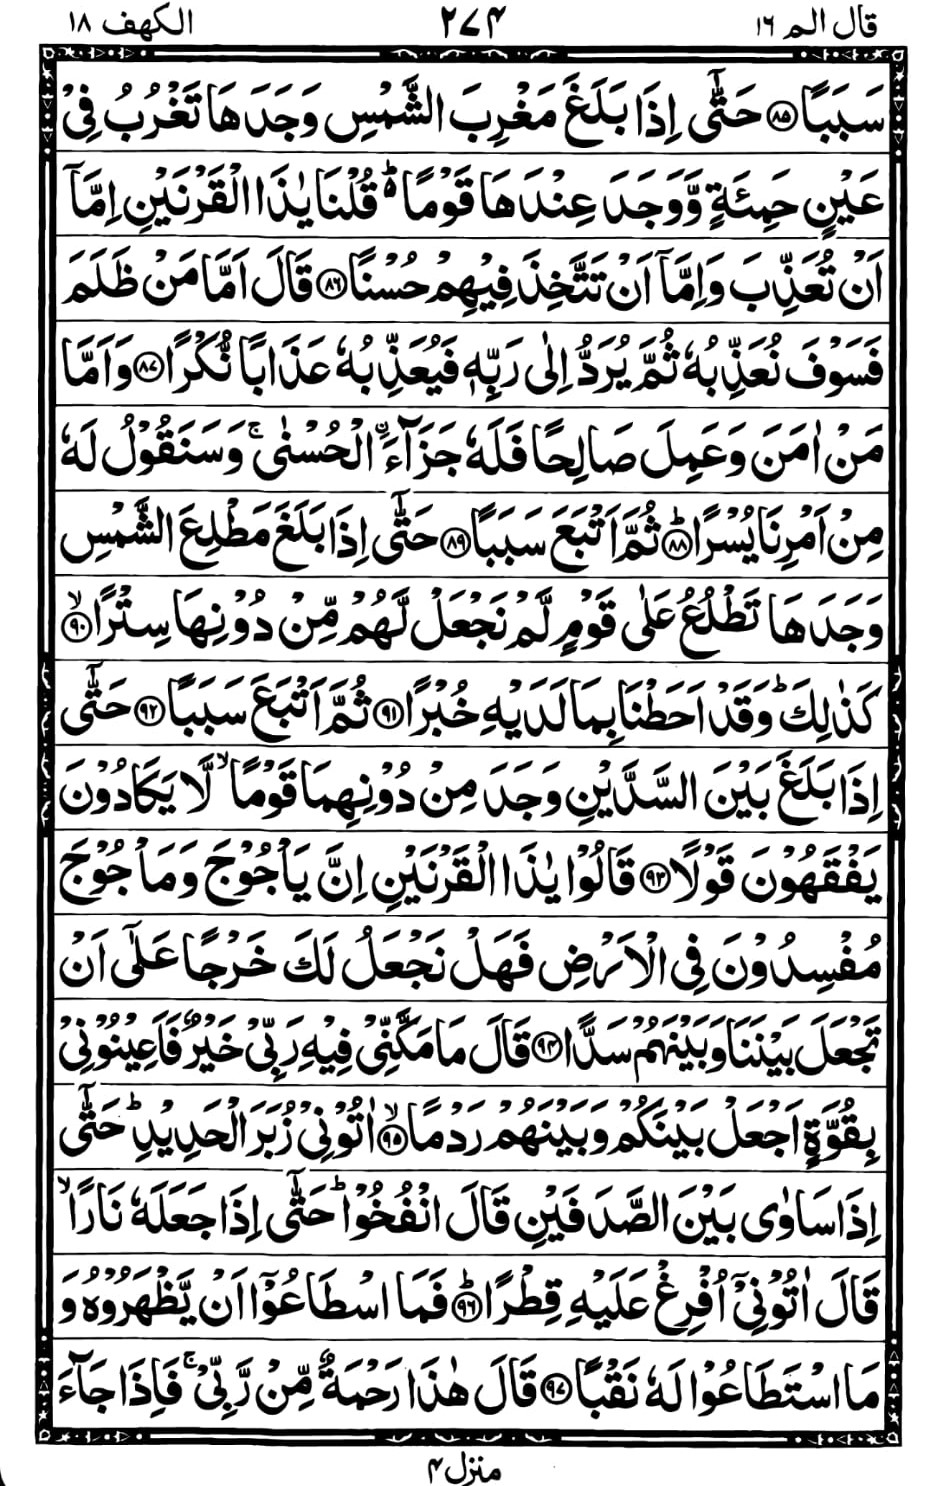 قال الم ١٦
٢٧٤
الكهف ١٨
سَبَبًا ﴿٨٥﴾ حَتّٰۤى اِذَا بَلَغَ مَغْرِبَ الشَّمْسِ وَجَدَهَا تَغْرُبُ فِیْ
عَیْنٍ حَمِئَةٍ وَّوَجَدَ عِنْدَهَا قَوْمًا۬ؕ قُلْنَا یٰذَا الْقَرْنَیْنِ اِمَّاۤ
اَنْ تُعَذِّبَ وَاِمَّاۤ اَنْ تَتَّخِذَ فِیْهِمْ حُسْنًا ﴿٨٦﴾ قَالَ اَمَّا مَنْ ظَلَمَ
فَسَوْفَ نُعَذِّبُهٗ ثُمَّ یُرَدُّ اِلٰی رَبِّهٖ فَیُعَذِّبُهٗ عَذَابًا نُّكْرًا ﴿٨٧﴾ وَاَمَّا
مَنْ اٰمَنَ وَعَمِلَ صَالِحًا فَلَهٗ جَزَآءَ ۨالْحُسْنٰی ۚ وَسَنَقُوْلُ لَهٗ
مِنْ اَمْرِنَا یُسْرًا ﴿٨٨﴾ؕ ثُمَّ اَتْبَعَ سَبَبًا ﴿٨٩﴾ حَتّٰۤى اِذَا بَلَغَ مَطْلِعَ الشَّمْسِ
وَجَدَهَا تَطْلُعُ عَلٰی قَوْمٍ لَّمْ نَجْعَلْ لَّهُمْ مِّنْ دُوْنِهَا سِتْرًا ﴿٩٠﴾ۙ
كَذٰلِكَ ؕ وَقَدْ اَحَطْنَا بِمَا لَدَیْهِ خُبْرًا ﴿٩١﴾ ثُمَّ اَتْبَعَ سَبَبًا ﴿٩٢﴾ حَتّٰۤى
اِذَا بَلَغَ بَیْنَ السَّدَّیْنِ وَجَدَ مِنْ دُوْنِهِمَا قَوْمًا ۙ لَّا یَكَادُوْنَ
یَفْقَهُوْنَ قَوْلًا ﴿٩٣﴾ قَالُوْا یٰذَا الْقَرْنَیْنِ اِنَّ یَاْجُوْجَ وَمَاْجُوْجَ
مُفْسِدُوْنَ فِی الْاَرْضِ فَهَلْ نَجْعَلُ لَكَ خَرْجًا عَلٰۤی اَنْ
تَجْعَلَ بَیْنَنَا وَبَیْنَهُمْ سَدًّا ﴿٩٤﴾ قَالَ مَا مَكَّنِّیْ فِیْهِ رَبِّیْ خَیْرٌ فَاَعِیْنُوْنِیْ
بِقُوَّةٍ اَجْعَلْ بَیْنَكُمْ وَبَیْنَهُمْ رَدْمًا ﴿٩٥﴾ۙ اٰتُوْنِیْ زُبَرَ الْحَدِیْدِ ؕ حَتّٰۤى
اِذَا سَاوٰی بَیْنَ الصَّدَفَیْنِ قَالَ انْفُخُوْا ؕ حَتّٰۤى اِذَا جَعَلَهٗ نَارًا ۙ
قَالَ اٰتُوْنِیْۤ اُفْرِغْ عَلَیْهِ قِطْرًا ﴿٩٦﴾ؕ فَمَا اسْطَاعُوْۤا اَنْ یَّظْهَرُوْهُ وَ
مَا اسْتَطَاعُوْا لَهٗ نَقْبًا ﴿٩٧﴾ قَالَ هٰذَا رَحْمَةٌ مِّنْ رَّبِّیْ ۚ فَاِذَا جَآءَ
منزل ٤